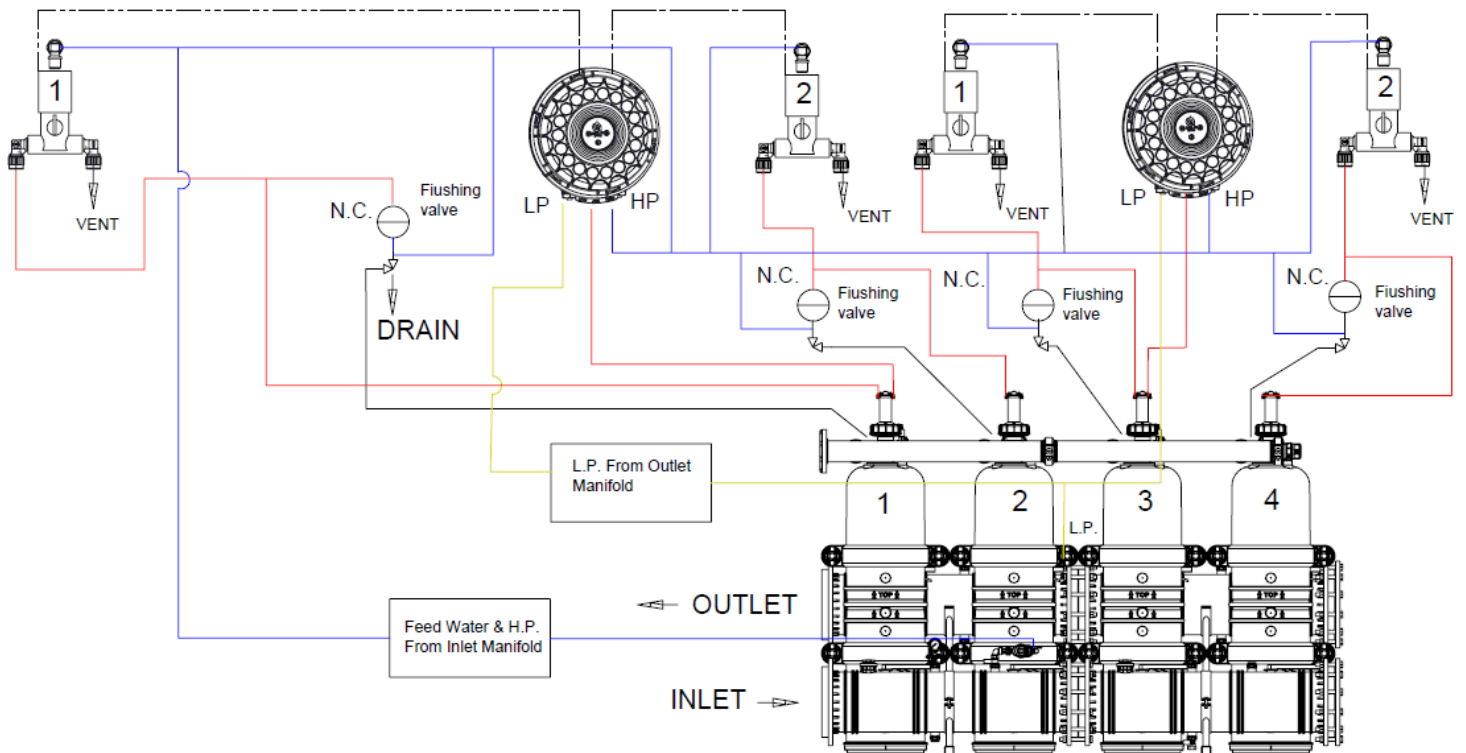 1
2
1
2
VENT
N.C.
Fiushing
valve
LP
HP
VENT
VENT
LP
HP
VENT
DRAIN
N.C.
Fiushing
valve
N.C.
Fiushing
valve
N.C.
Fiushing
valve
L.P. From Outlet
Manifold
1
2
3
4
L.P.
TOP
TOP
TOP
TOP
OUTLET
Feed Water & H.P.
From Inlet Manifold
INLET